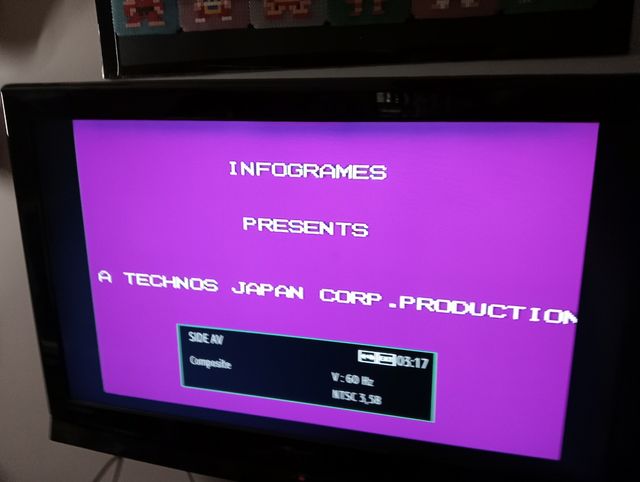 INFOGRAMES
PRESENTS
A TECHNOS JAPAN CORP.PRODUCTION
SIDE AV
03:17
Composite
V: 60 Hz
NTSC 3,58